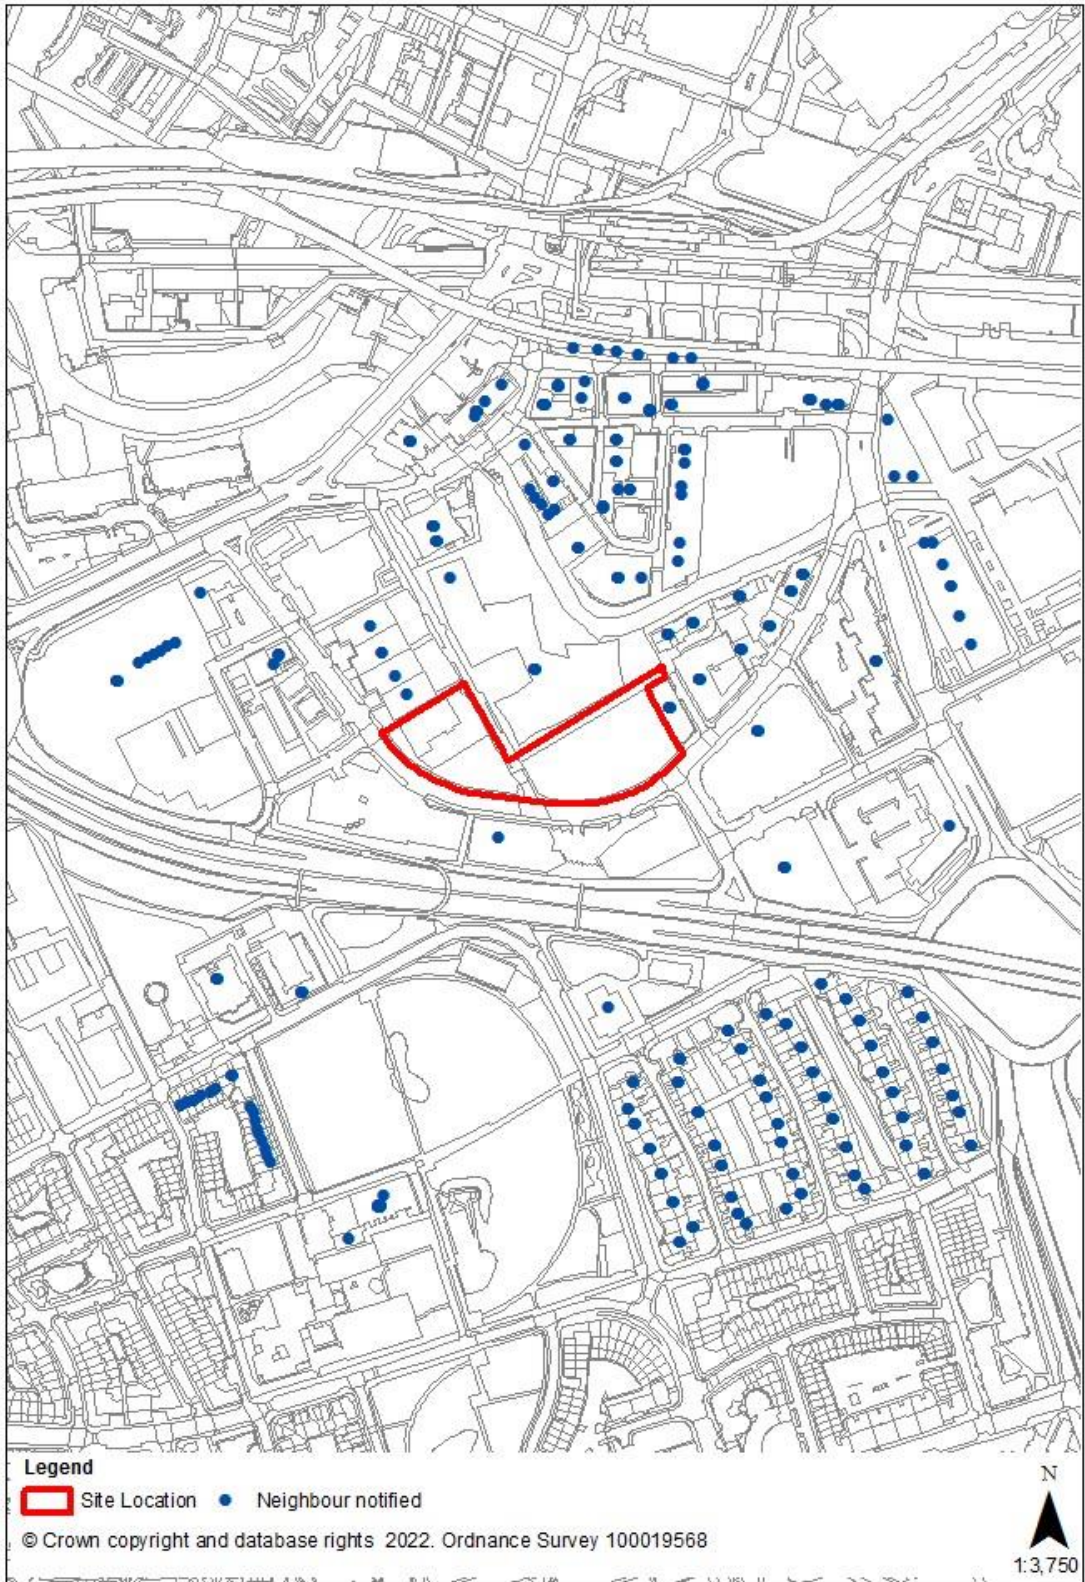 Legend
Site Location Neighbour notified
N
© Crown copyright and database rights 2022. Ordnance Survey 100019568
1:3,750